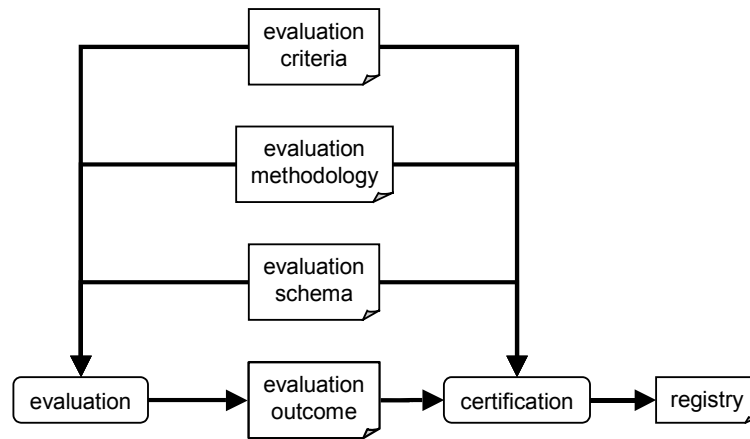 evaluation
criteria
evaluation
methodology
evaluation
schema
evaluation
evaluation
outcome
certification
registry